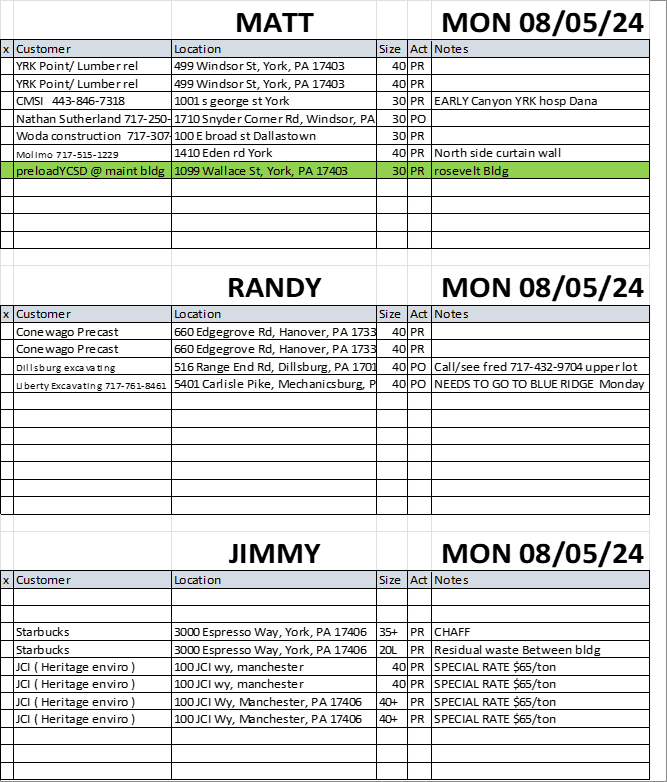 MATT MON 08/05/24
x Customer Location Size Act Notes
YRK Point/ Lumber rel 499 Windsor St, York, PA 17403 40 PR
YRK Point/ Lumber rel 499 Windsor St, York, PA 17403 40 PR
CMSI 443-846-7318 1001 s george st York 30 PR EARLY Canyon YRK hosp Dana
Nathan Sutherland 717-250- 1710 Snyder Corner Rd, Windsor, PA 30 PO
Woda construction 717-307- 100 E broad st Dallastown 30 PR
Molimo 717-515-1229 1410 Eden rd York 40 PR North side curtain wall
preloadYCSD @ maint bldg 1099 Wallace St, York, PA 17403 30 PR rosevelt Bldg
RANDY MON 08/05/24
x Customer Location Size Act Notes
Conewago Precast 660 Edgegrove Rd, Hanover, PA 1733 40 PR
Conewago Precast 660 Edgegrove Rd, Hanover, PA 1733 40 PR
Dillsburg excavating 516 Range End Rd, Dillsburg, PA 1701 40 PO Call/see fred 717-432-9704 upper lot
Liberty Excavating 717-761-8461 5401 Carlisle Pike, Mechanicsburg, P 40 PO NEEDS TO GO TO BLUE RIDGE Monday
JIMMY MON 08/05/24
x Customer Location Size Act Notes
Starbucks 3000 Espresso Way, York, PA 17406 35+ PR CHAFF
Starbucks 3000 Espresso Way, York, PA 17406 20L PR Residual waste Between bldg
JCI ( Heritage enviro ) 100 JCI wy, manchester 40 PR SPECIAL RATE $65/ton
JCI ( Heritage enviro ) 100 JCI wy, manchester 40 PR SPECIAL RATE $65/ton
JCI ( Heritage enviro ) 100 JCI Wy, Manchester, PA 17406 40+ PR SPECIAL RATE $65/ton
JCI ( Heritage enviro ) 100 JCI Wy, Manchester, PA 17406 40+ PR SPECIAL RATE $65/ton